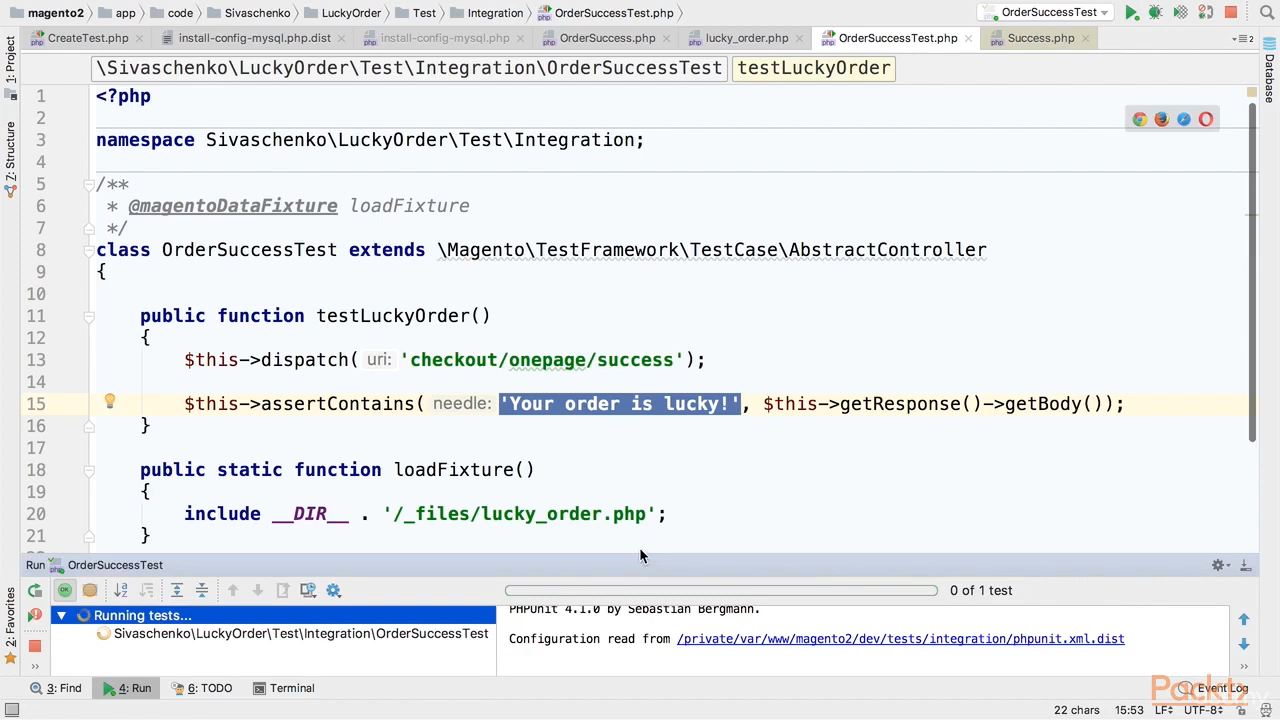 magento2 app code Sivaschenko LuckyOrder Test Integration OrderSuccessTest.php OrderSuccessTest
CreateTest.php install-config-mysql.php.dist install-config-mysql.php OrderSuccess.php lucky_order.php OrderSuccessTest.php Success.php
\Sivaschenko\LuckyOrder\Test\Integration\OrderSuccessTest testLuckyOrder
1: Project
Z: Structure
2: Favorites
Database
1 <?php
2
3 namespace Sivaschenko\LuckyOrder\Test\Integration;
4
5 /**
6 * @magentoDataFixture loadFixture
7 */
8 class OrderSuccessTest extends \Magento\TestFramework\TestCase\AbstractController
9 {
10
11 public function testLuckyOrder()
12 {
13 $this->dispatch( uri: 'checkout/onepage/success');
14
15 $this->assertContains( needle: 'Your order is lucky!', $this->getResponse()->getBody());
16 }
17
18 public static function loadFixture()
19 {
20 include __DIR__ . '/_files/lucky_order.php';
21 }
Run OrderSuccessTest
0 of 1 test
Running tests...
Sivaschenko\LuckyOrder\Test\Integration\OrderSuccessTest
PHPUnit 4.1.0 by Sebastian Bergmann.
Configuration read from /private/var/www/magento2/dev/tests/integration/phpunit.xml.dist
3: Find 4: Run 6: TODO Terminal Event Log
Packt
22 chars 15:53 LF UTF-8